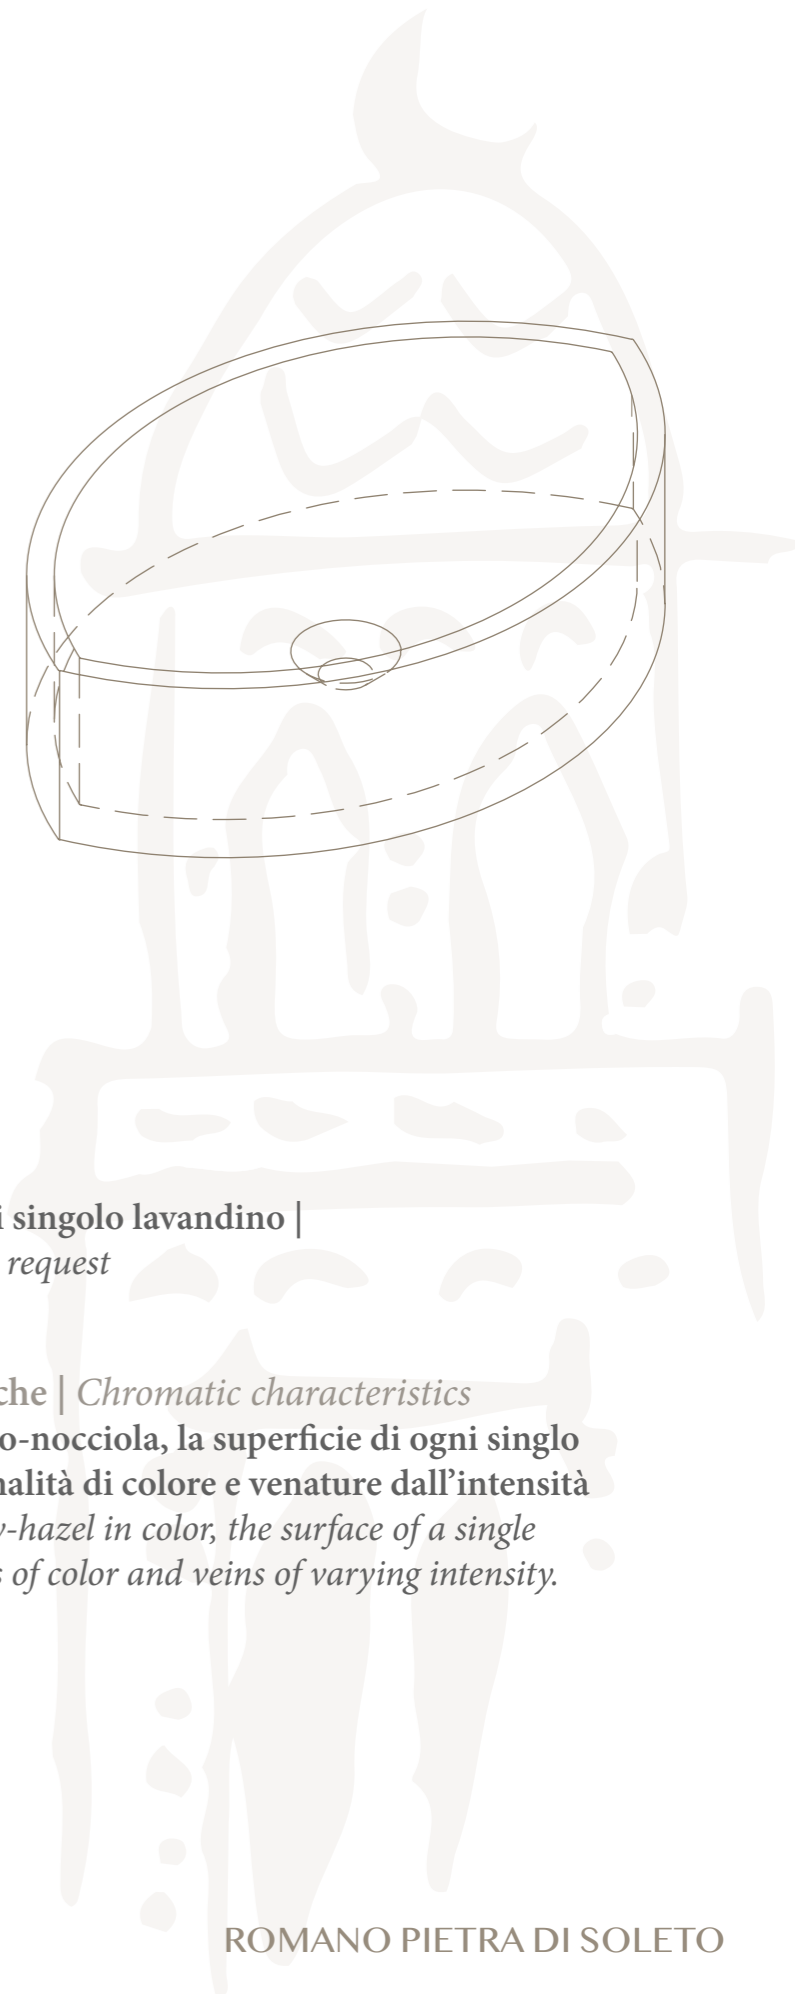 i singolo lavandino |
request
che | Chromatic characteristics
o-nocciola, la superficie di ogni singlo
nalità di colore e venature dall’intensità
y-hazel in color, the surface of a single
s of color and veins of varying intensity.
ROMANO PIETRA DI SOLETO